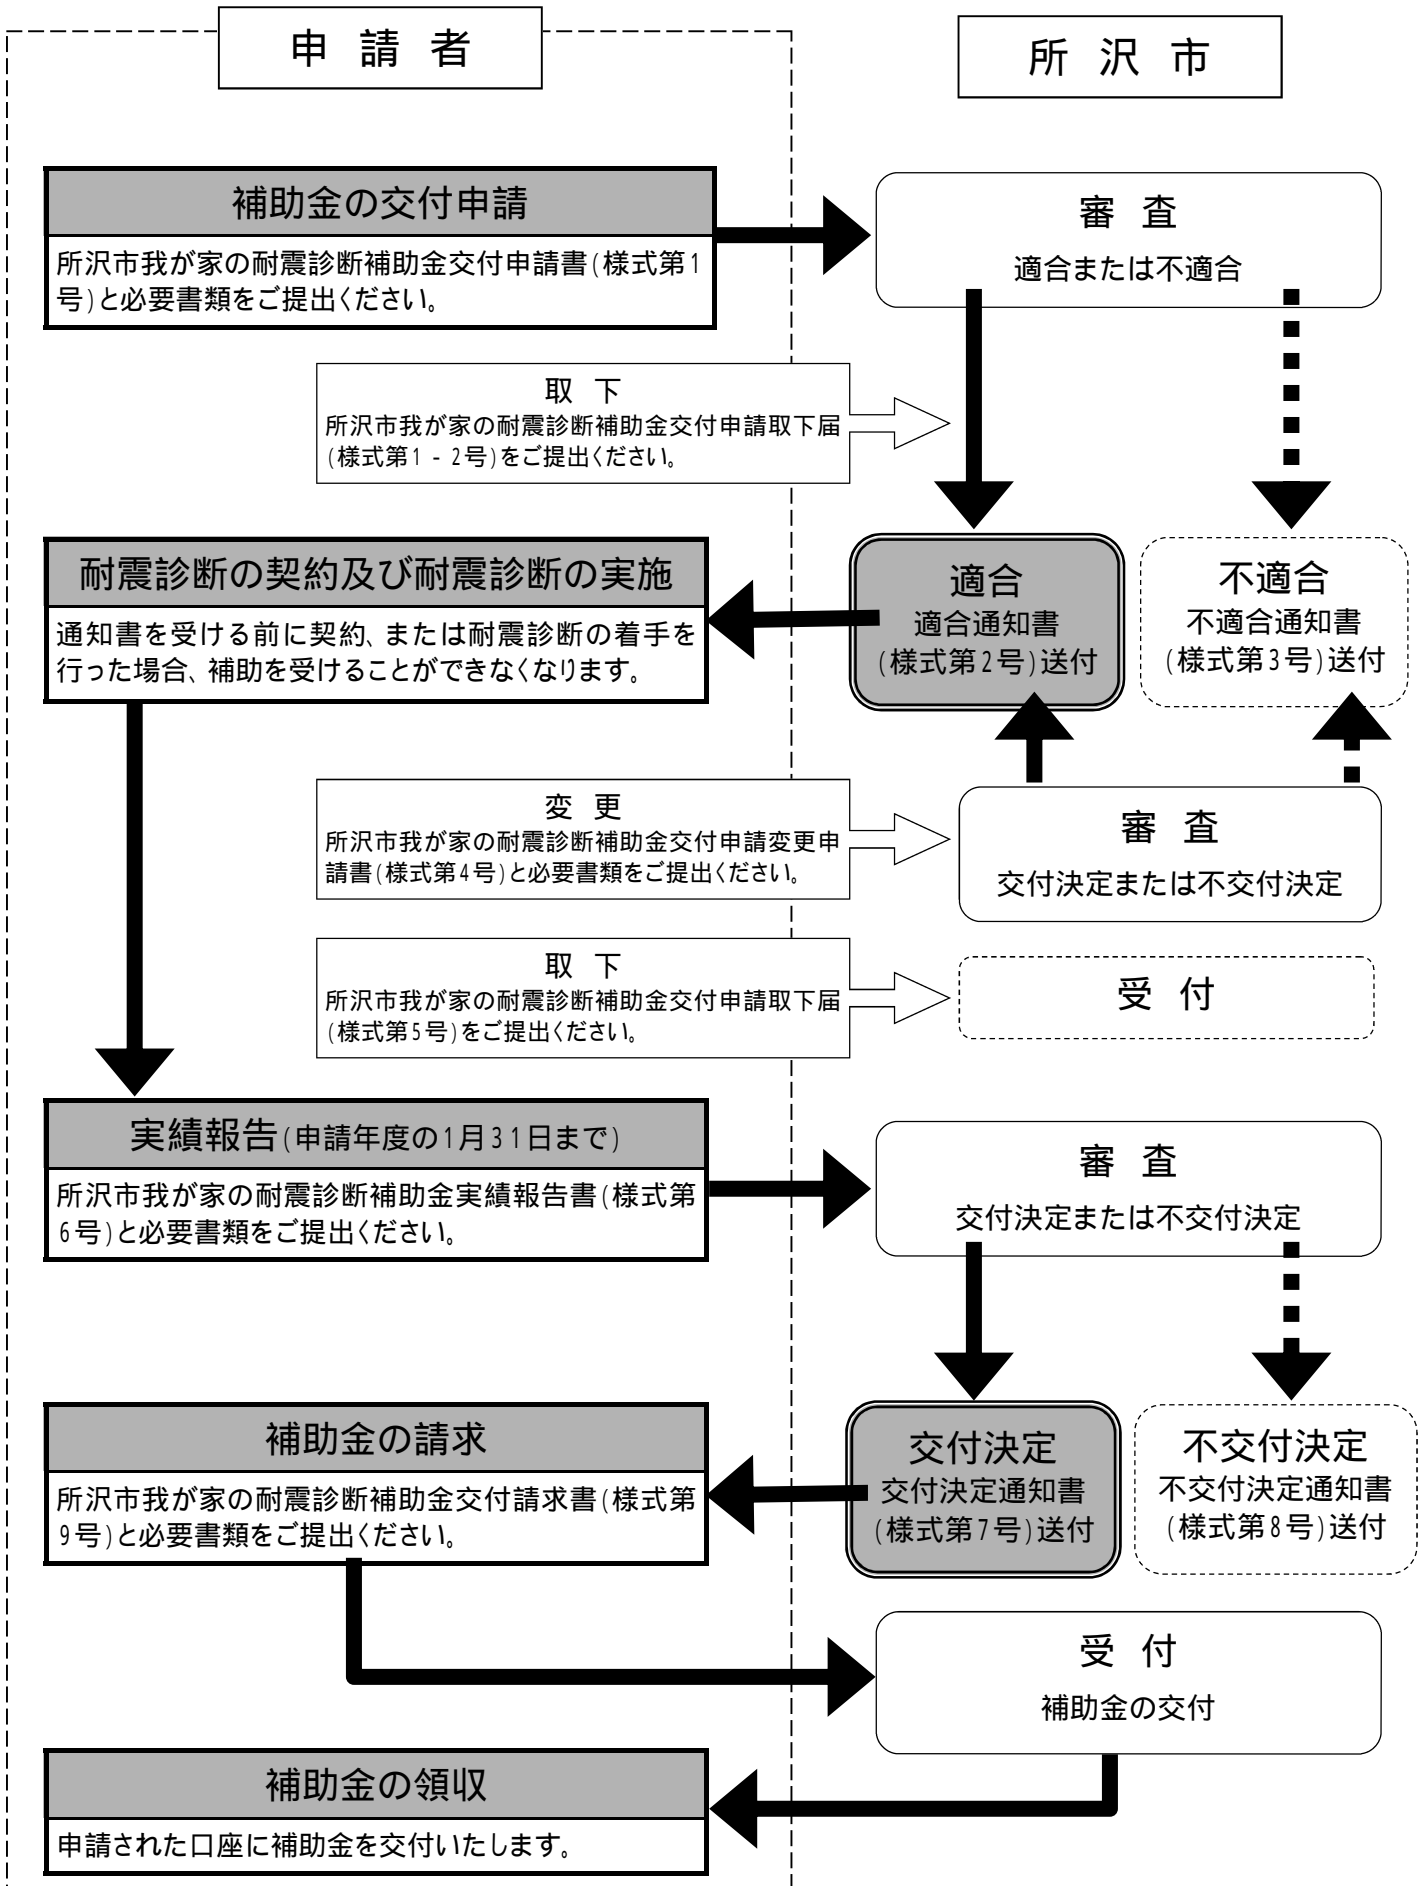 申 請 者
所 沢 市
補助金の交付申請
所沢市我が家の耐震診断補助金交付申請書(様式第1
号)と必要書類をご提出ください。
審 査
適合または不適合
取 下
所沢市我が家の耐震診断補助金交付申請取下届
(様式第1-2号)をご提出ください。
耐震診断の契約及び耐震診断の実施
通知書を受ける前に契約、または耐震診断の着手を
行った場合、補助を受けることができなくなります。
適合
適合通知書
(様式第2号)送付
不適合
不適合通知書
(様式第3号)送付
変 更
所沢市我が家の耐震診断補助金交付申請変更申
請書(様式第4号)と必要書類をご提出ください。
審 査
交付決定または不交付決定
取 下
所沢市我が家の耐震診断補助金交付申請取下届
(様式第5号)をご提出ください。
受 付
実績報告(申請年度の1月31日まで)
所沢市我が家の耐震診断補助金実績報告書(様式第
6号)と必要書類をご提出ください。
審 査
交付決定または不交付決定
補助金の請求
所沢市我が家の耐震診断補助金交付請求書(様式第
9号)と必要書類をご提出ください。
交付決定
交付決定通知書
(様式第7号)送付
不交付決定
不交付決定通知書
(様式第8号)送付
受 付
補助金の交付
補助金の領収
申請された口座に補助金を交付いたします。